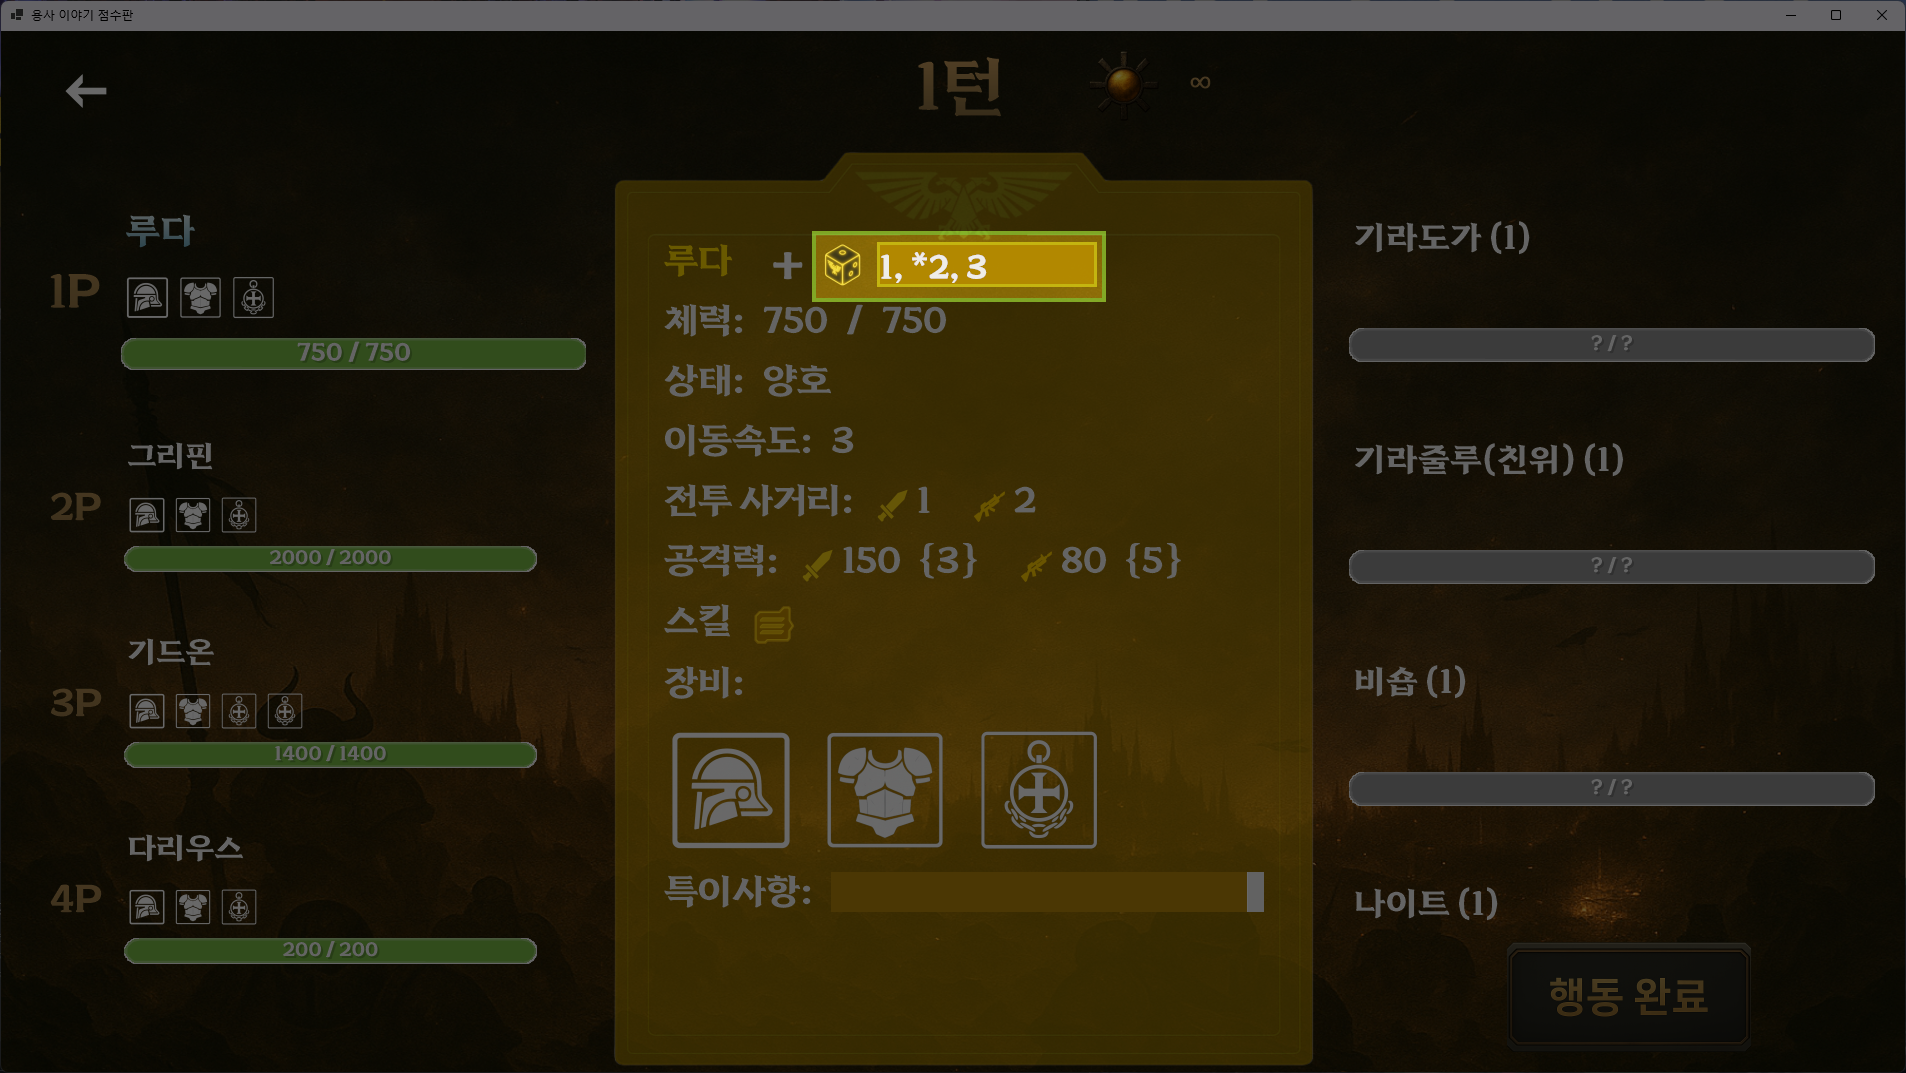 용사 이야기 점수판
1턴
∞
루다
1P
750 / 750
그리핀
2P
2000 / 2000
기드온
3P
1400 / 1400
다리우스
4P
200 / 200
루다 + 1, *2, 3
체력: 750 / 750
상태: 양호
이동속도: 3
전투 사거리: 1 2
공격력: 150 {3} 80 {5}
스킬
장비:
특이사항:
기라도가 (1)
? / ?
기라줄루(친위) (1)
? / ?
비숍 (1)
? / ?
나이트 (1)
행동 완료